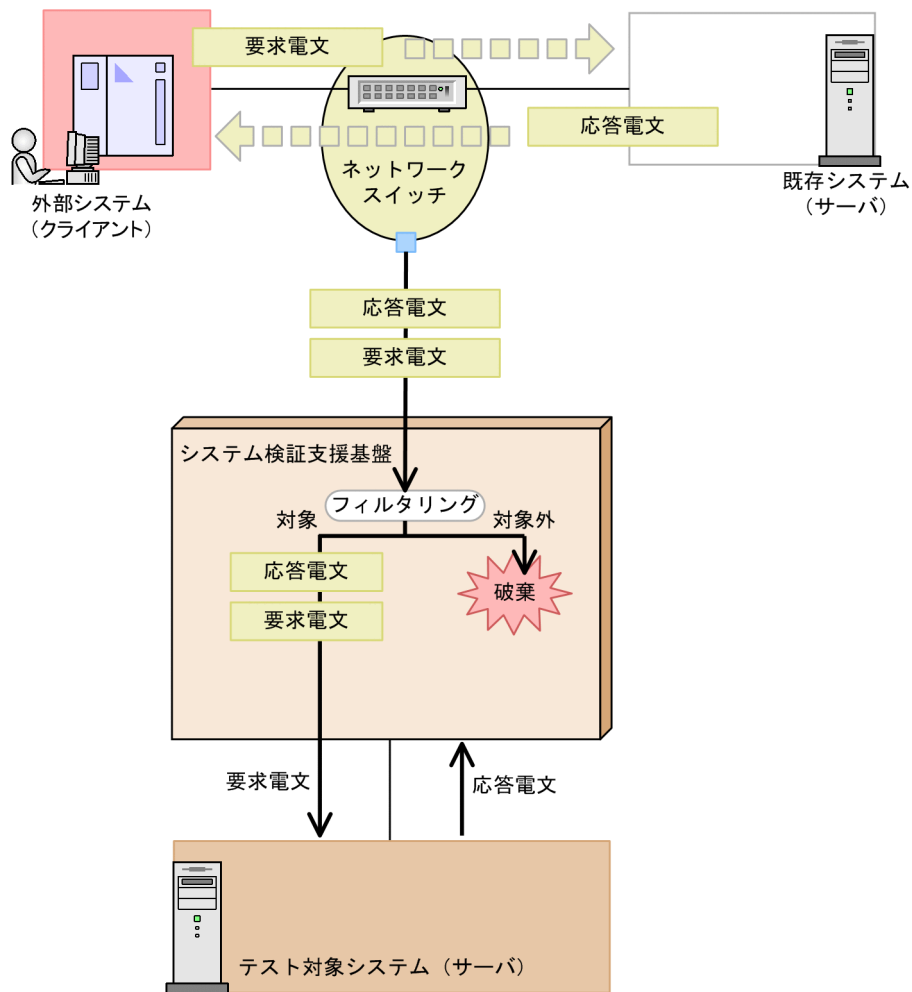 要求電文
応答電文
ネットワーク
スイッチ
外部システム
（クライアント）
既存システム
（サーバ）
応答電文
要求電文
システム検証支援基盤
フィルタリング
対象
対象外
応答電文
要求電文
破棄
要求電文
応答電文
テスト対象システム（サーバ）